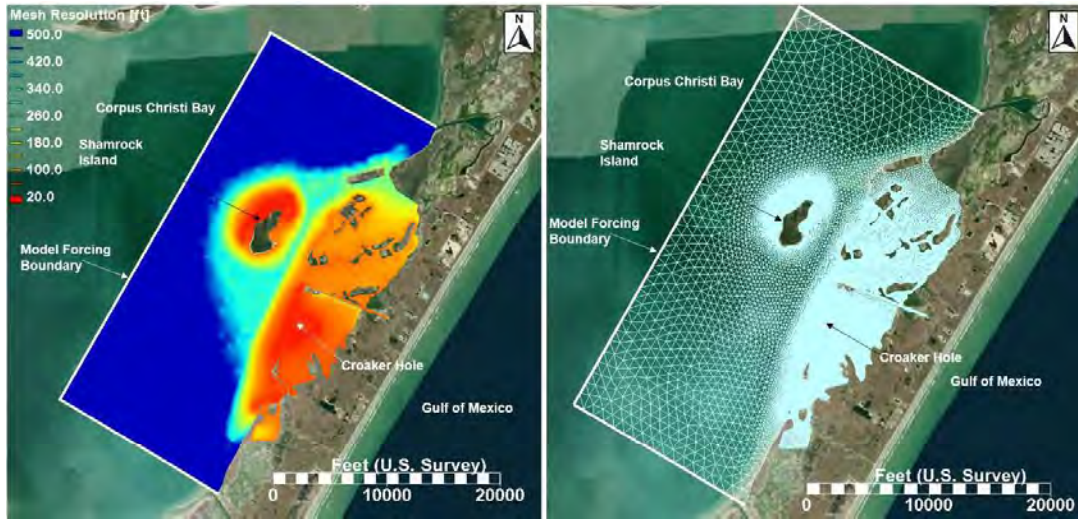 Mesh Resolution [ft]
500.0
420.0
340.0
260.0
180.0
100.0
20.0
N
Corpus Christi Bay
Shamrock
Island
Model Forcing
Boundary
Croaker Hole
Gulf of Mexico
Feet (U.S. Survey)
0 10000 20000
N
Corpus Christi Bay
Shamrock
Island
Model Forcing
Boundary
Croaker Hole
Gulf of Mexico
Feet (U.S. Survey)
0 10000 20000